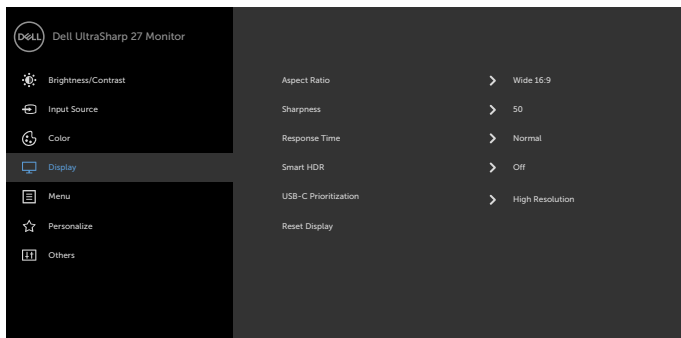 DELL Dell UltraSharp 27 Monitor
Brightness/Contrast
Input Source
Color
Display
Menu
Personalize
Others
Aspect Ratio Wide 16:9
Sharpness 50
Response Time Normal
Smart HDR Off
USB-C Prioritization High Resolution
Reset Display